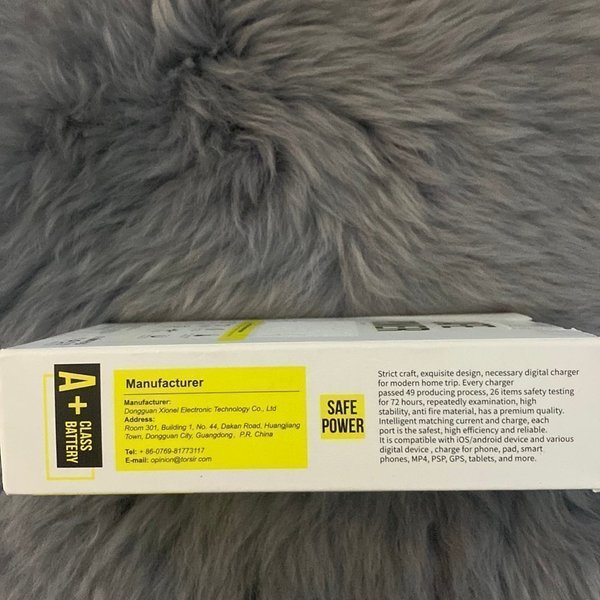 A+
CLASS
BATTERY
Manufacturer
Manufacturer:
Dongguan Xionel Electronic Technology Co., Ltd
Address:
Room 301, Building 1, No. 44, Dakan Road, Huangjiang
Town, Dongguan City, Guangdong , P.R. China
Tel: + 86-0769-81773117
E-mail: opinion@torslr.com
SAFE
POWER
Strict craft, exquisite design, necessary digital charger
for modern home trip. Every charger
passed 49 producing process, 26 items safety testing
for 72 hours, repeatedly examination, high
stability, anti fire material, has a premium quality.
Intelligent matching current and charge, each
port is the safest, high efficiency and reliable.
It is compatible with iOS/android device and various
digital device , charge for phone, pad, smart
phones, MP4, PSP, GPS, tablets, and more.